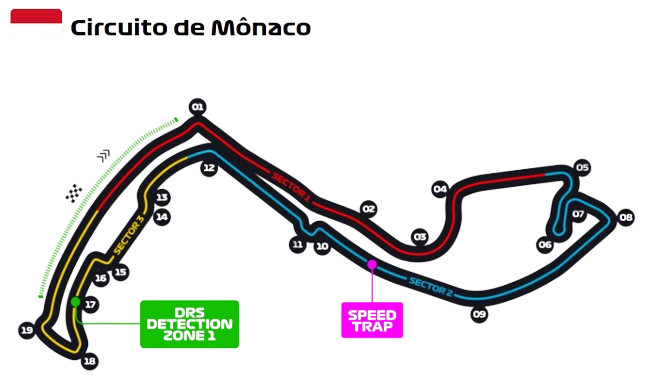 Circuito de Mônaco
01
02
03
04
05
06
07
08
09
10
11
12
13
14
15
16
17
18
19
SECTOR 1
SECTOR 2
SECTOR 3
DRS
DETECTION
ZONE 1
SPEED
TRAP